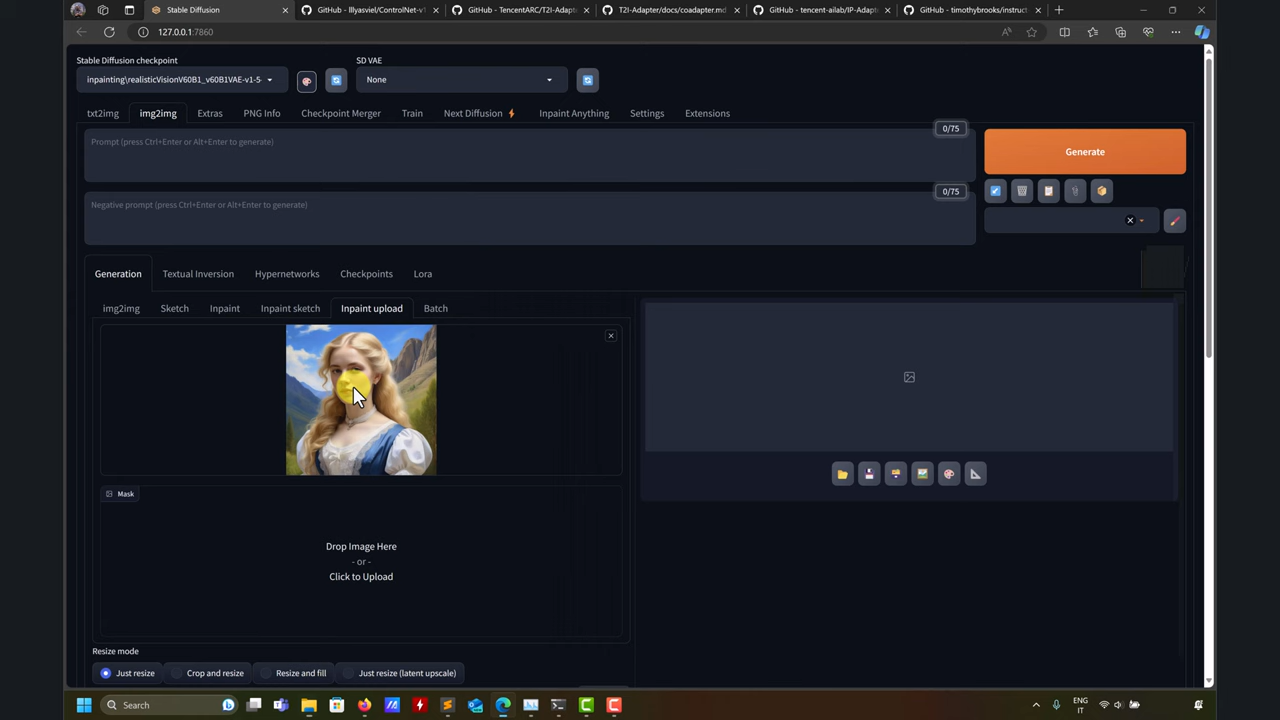 Stable Diffusion
GitHub - lllyasviel/ControlNet-v1
GitHub - TencentARC/T2I-Adapt
T2I-Adapter/docs/coadapter.md
GitHub - tencent-ailab/IP-Adapte
GitHub - timothybrooks/instruct
127.0.0.1:7860
Stable Diffusion checkpoint
SD VAE
inpainting\realisticVisionV60B1_v60B1VAE-v1-5-
None
txt2img
img2img
Extras
PNG Info
Checkpoint Merger
Train
Next Diffusion
Inpaint Anything
Settings
Extensions
0/75
Prompt (press Ctrl+Enter or Alt+Enter to generate)
Generate
0/75
Negative prompt (press Ctrl+Enter or Alt+Enter to generate)
Generation
Textual Inversion
Hypernetworks
Checkpoints
Lora
img2img
Sketch
Inpaint
Inpaint sketch
Inpaint upload
Batch
Mask
Drop Image Here
- or -
Click to Upload
Resize mode
Just resize
Crop and resize
Resize and fill
Just resize (latent upscale)
Search
ENG
IT